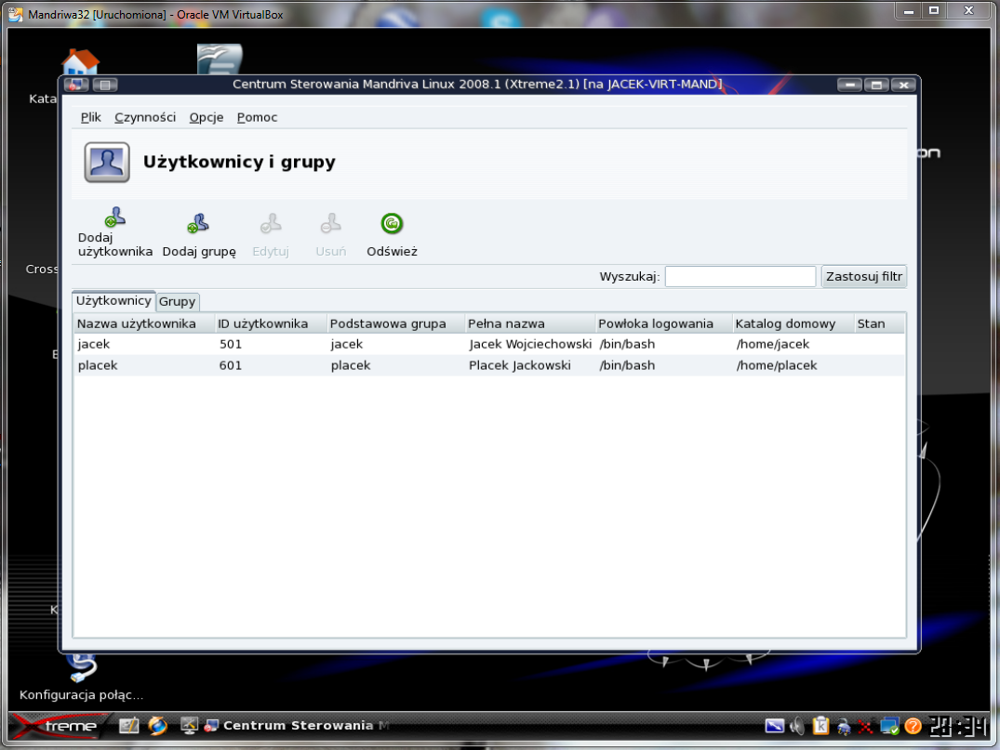 Mandriwa32 [Uruchomiona] - Oracle VM VirtualBox
Kata
Centrum Sterowania Mandriva Linux 2008.1 (Xtreme2.1) [na JACEK-VIRT-MAND]
Plik Czynności Opcje Pomoc
Użytkownicy i grupy
on
Dodaj użytkownika
Dodaj grupę
Edytuj
Usuń
Odśwież
Cross
Wyszukaj:
Zastosuj filtr
Użytkownicy Grupy
Nazwa użytkownika ID użytkownika Podstawowa grupa Pełna nazwa Powłoka logowania Katalog domowy Stan
jacek 501 jacek Jacek Wojciechowski /bin/bash /home/jacek
placek 601 placek Placek Jackowski /bin/bash /home/placek
K
Konfiguracja połąc...
Xtreme
Centrum Sterowania M